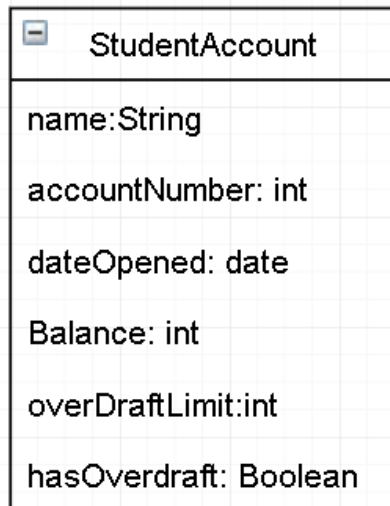 StudentAccount
name:String
accountNumber: int
dateOpened: date
Balance: int
overDraftLimit:int
hasOverdraft: Boolean